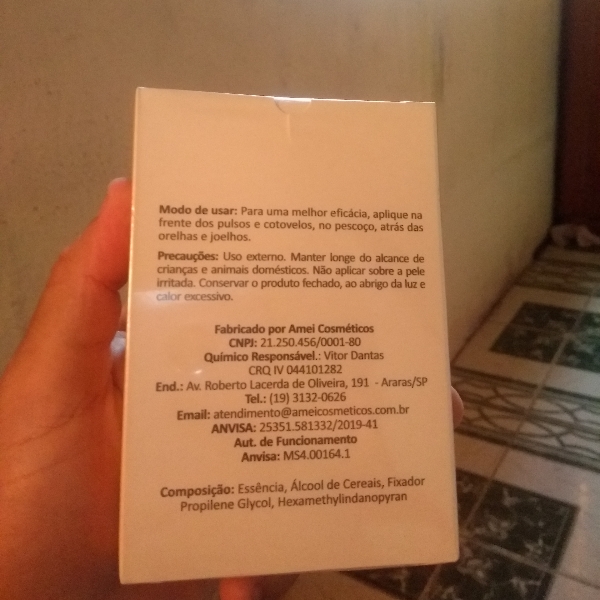 Modo de usar: Para uma melhor eficácia, aplique na
frente dos pulsos e cotovelos, no pescoço, atrás das
orelhas e joelhos.
Precauções: Uso externo. Manter longe do alcance de
crianças e animais domésticos. Não aplicar sobre a pele
irritada. Conservar o produto fechado, ao abrigo da luz e
calor excessivo.
Fabricado por Amei Cosméticos
CNPJ: 21.250.456/0001-80
Químico Responsável.: Vitor Dantas
CRQ IV 044101282
End.: Av. Roberto Lacerda de Oliveira, 191 - Araras/SP
Tel.: (19) 3132-0626
Email: atendimento@ameicosmeticos.com.br
ANVISA: 25351.581332/2019-41
Aut. de Funcionamento
Anvisa: MS4.00164.1
Composição: Essência, Álcool de Cereais, Fixador
Propilene Glycol, Hexamethylindanopyran